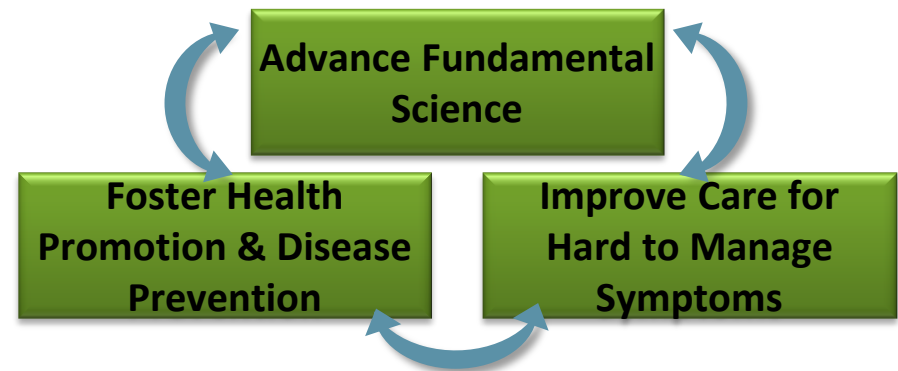 Advance Fundamental
Science
Foster Health
Promotion & Disease
Prevention
Improve Care for
Hard to Manage
Symptoms